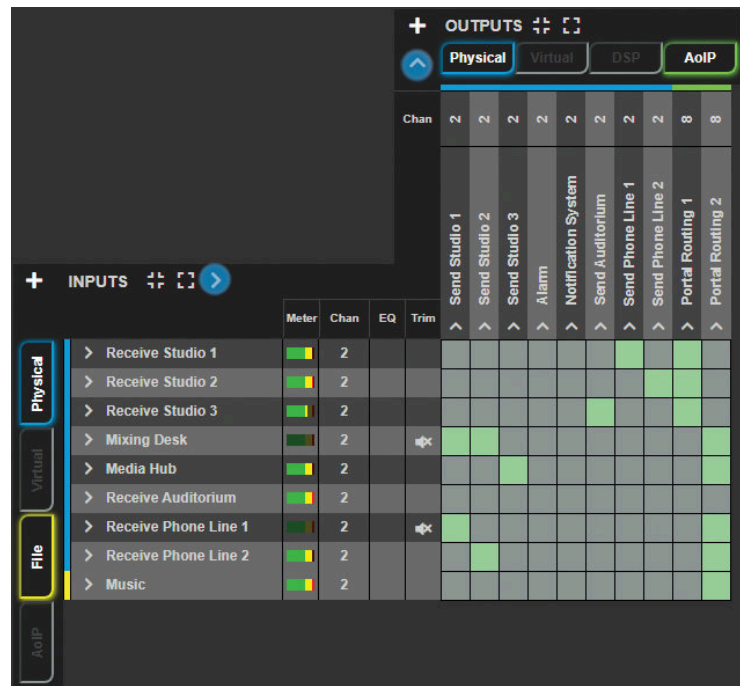 OUTPUTS
Physical Virtual DSP AoIP
Chan 2 2 2 2 2 2 2 2 8 8
Send Studio 1
Send Studio 2
Send Studio 3
Alarm
Notification System
Send Auditorium
Send Phone Line 1
Send Phone Line 2
Portal Routing 1
Portal Routing 2
INPUTS
Meter Chan EQ Trim
Physical
Virtual
File
AoIP
Receive Studio 1 2
Receive Studio 2 2
Receive Studio 3 2
Mixing Desk 2
Media Hub 2
Receive Auditorium 2
Receive Phone Line 1 2
Receive Phone Line 2 2
Music 2